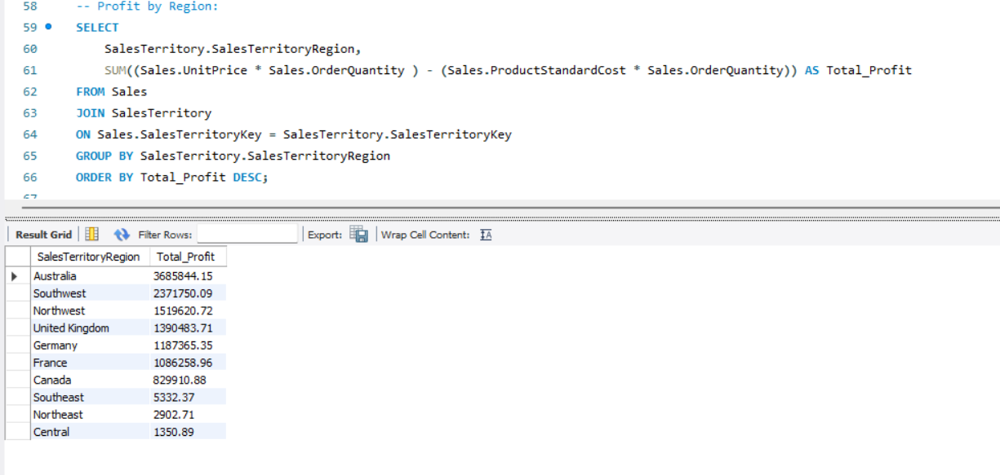 58 -- Profit by Region:
59 SELECT
60 SalesTerritory.SalesTerritoryRegion,
61 SUM((Sales.UnitPrice * Sales.OrderQuantity ) - (Sales.ProductStandardCost * Sales.OrderQuantity)) AS Total_Profit
62 FROM Sales
63 JOIN SalesTerritory
64 ON Sales.SalesTerritoryKey = SalesTerritory.SalesTerritoryKey
65 GROUP BY SalesTerritory.SalesTerritoryRegion
66 ORDER BY Total_Profit DESC;
67
Result Grid Filter Rows: Export: Wrap Cell Content: IA
SalesTerritoryRegion Total_Profit
Australia 3685844.15
Southwest 2371750.09
Northwest 1519620.72
United Kingdom 1390483.71
Germany 1187365.35
France 1086258.96
Canada 829910.88
Southeast 5332.37
Northeast 2902.71
Central 1350.89